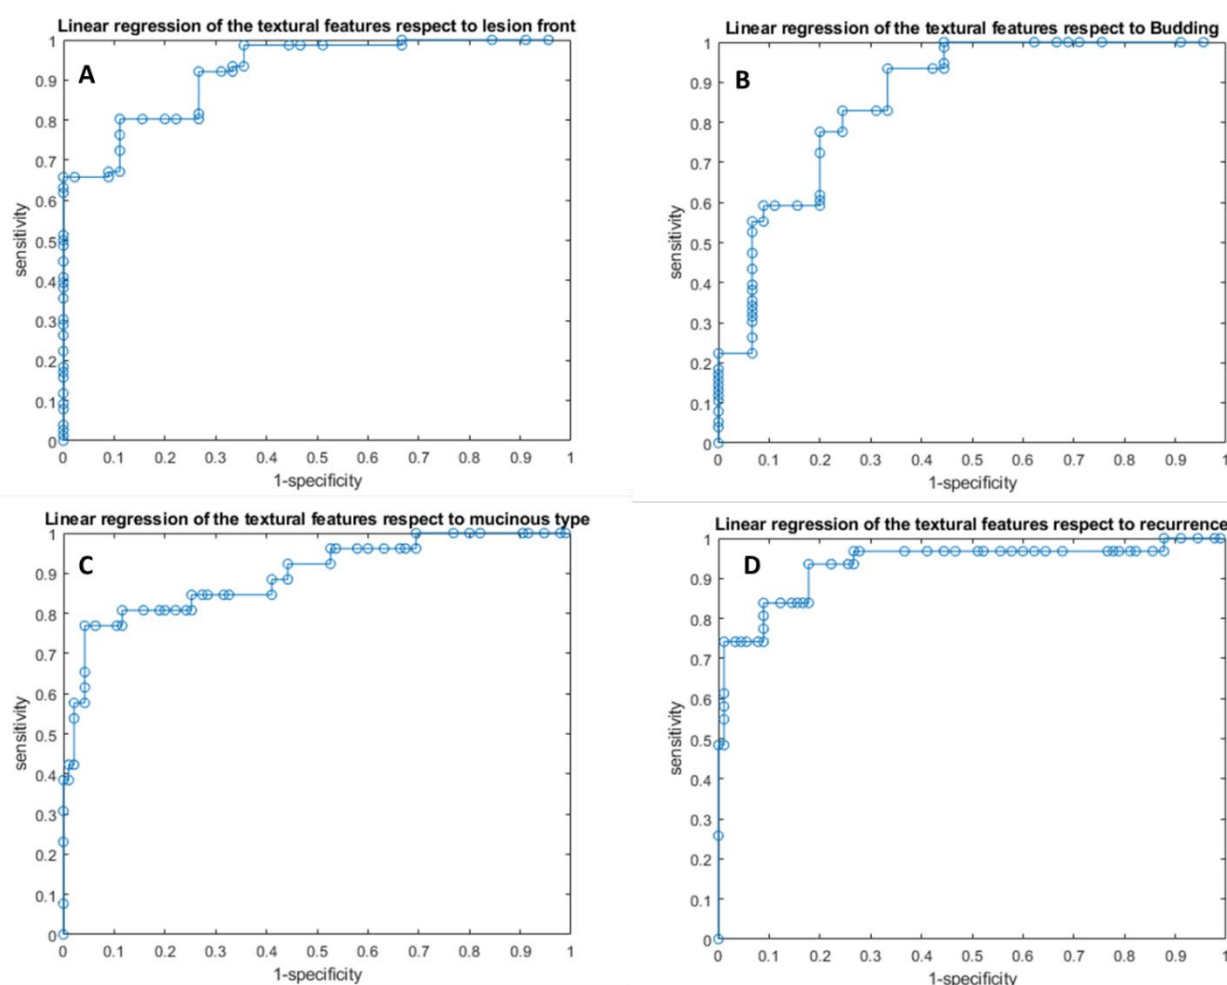 Linear regression of the textural features respect to lesion front
A
1
0.9
0.8
0.7
0.6
0.5
0.4
0.3
0.2
0.1
0
sensitivity
0 0.1 0.2 0.3 0.4 0.5 0.6 0.7 0.8 0.9 1
1-specificity
Linear regression of the textural features respect to Budding
B
1
0.9
0.8
0.7
0.6
0.5
0.4
0.3
0.2
0.1
0
sensitivity
0 0.1 0.2 0.3 0.4 0.5 0.6 0.7 0.8 0.9 1
1-specificity
Linear regression of the textural features respect to mucinous type
C
1
0.9
0.8
0.7
0.6
0.5
0.4
0.3
0.2
0.1
0
sensitivity
0 0.1 0.2 0.3 0.4 0.5 0.6 0.7 0.8 0.9 1
1-specificity
Linear regression of the textural features respect to recurrence
D
1
0.9
0.8
0.7
0.6
0.5
0.4
0.3
0.2
0.1
0
sensitivity
0 0.1 0.2 0.3 0.4 0.5 0.6 0.7 0.8 0.9 1
1-specificity